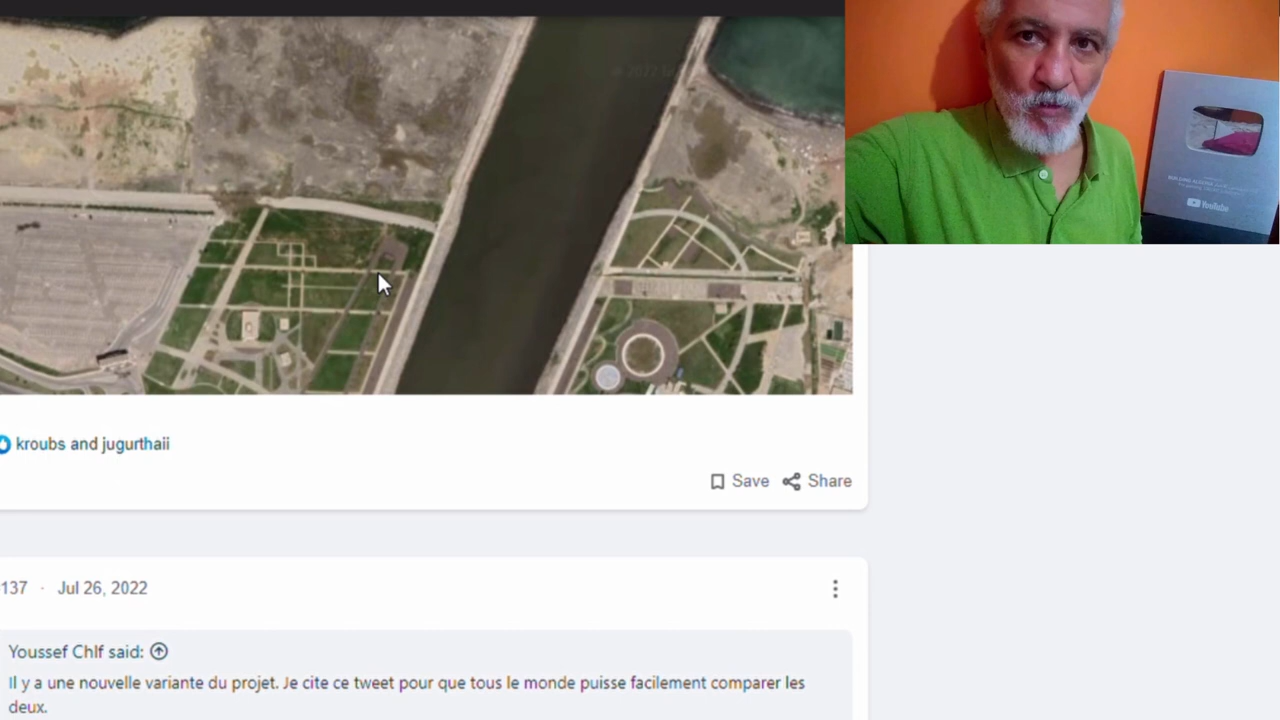 YouTube
kroubs and jugurthaii
Save Share
137 · Jul 26, 2022
Youssef Chlf said:
Il y a une nouvelle variante du projet. Je cite ce tweet pour que tous le monde puisse facilement comparer les
deux.